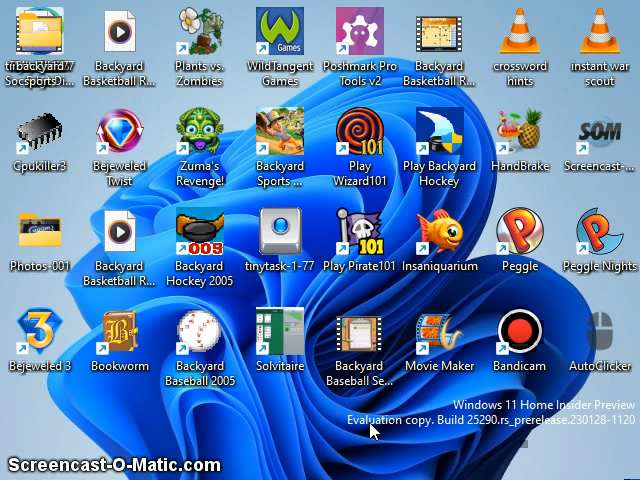 Backyard
Basketball R...
Plants vs.
Zombies
WildTangent
Games
Poshmark Pro
Tools v2
Backyard
Basketball R...
crossword
hints
instant war
scout
W
Games
Cpukiller3
Bejeweled
Twist
Zuma's
Revenge!
Backyard
Sports ...
Play
Wizard101
Play Backyard
Hockey
HandBrake
Screencast-...
101
SOM
Photos-001
Backyard
Basketball R...
Backyard
Hockey 2005
tinytask-1-77
Play Pirate101
Insaniquarium
Peggle
Peggle Nights
101
Bejeweled 3
Bookworm
Backyard
Baseball 2005
Solvitaire
Backyard
Baseball Se...
Movie Maker
Bandicam
AutoClicker
3
B
Windows 11 Home Insider Preview
Evaluation copy. Build 25290.rs_prerelease.230128-1120
Screencast-O-Matic.com